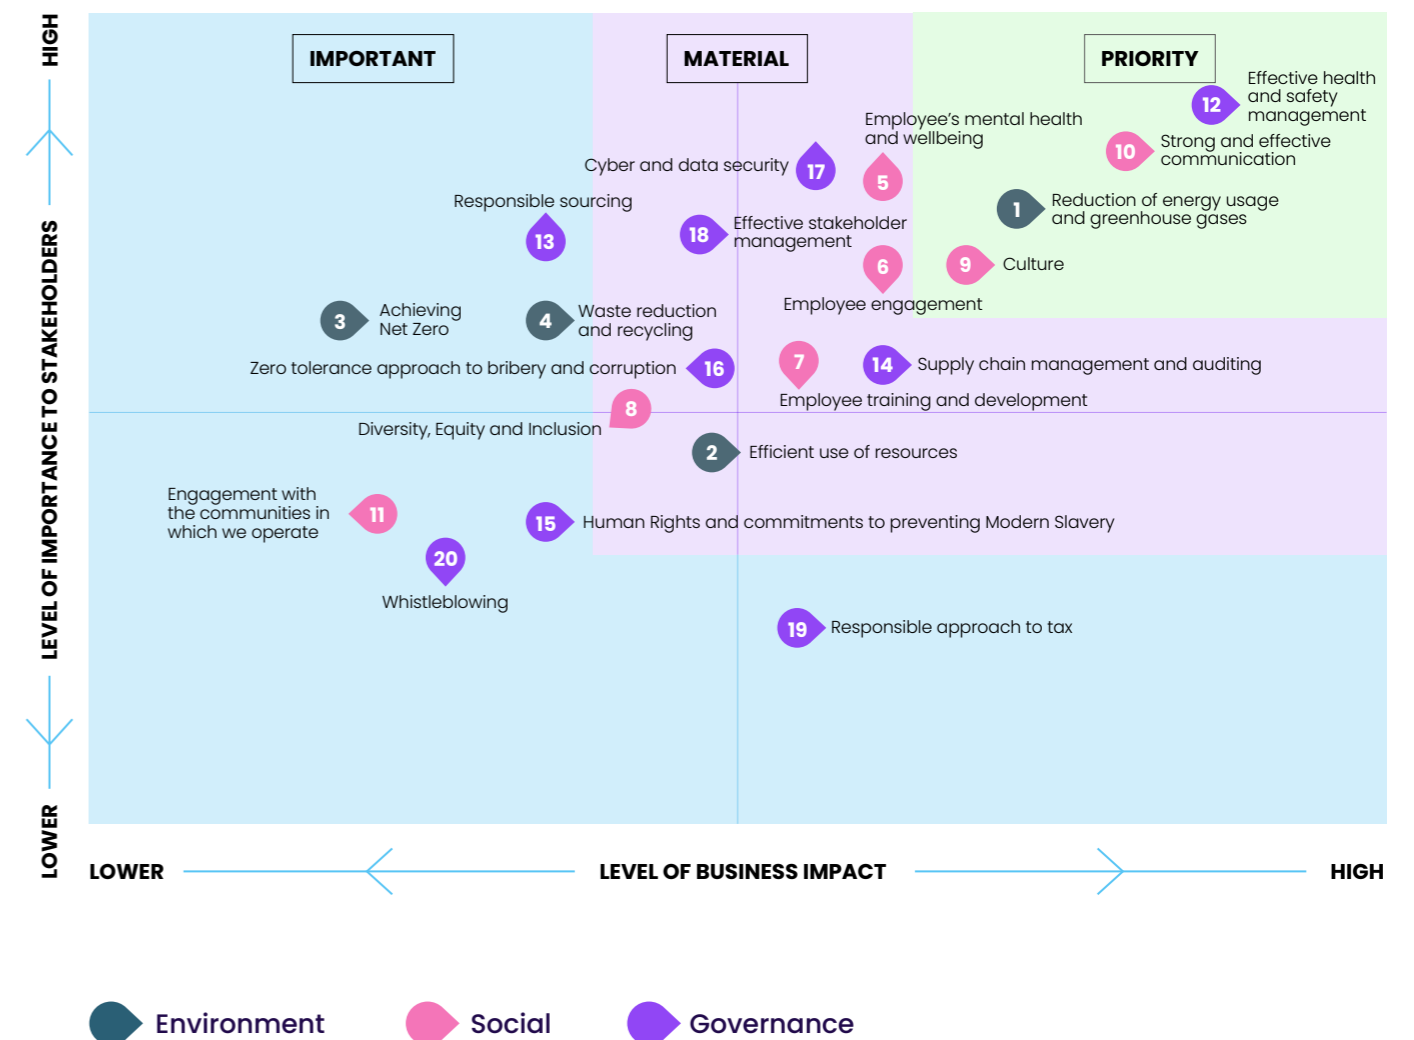 HIGH
LEVEL OF IMPORTANCE TO STAKEHOLDERS
LOWER
IMPORTANT
MATERIAL
PRIORITY
12
Effective health
and safety
management
Employee’s mental health
and wellbeing
5
10
Strong and effective
communication
Cyber and data security
17
Responsible sourcing
13
1
Reduction of energy usage
and greenhouse gases
18
Effective stakeholder
management
6
Employee engagement
9
Culture
3
Achieving
Net Zero
4
Waste reduction
and recycling
Zero tolerance approach to bribery and corruption
16
7
Employee training and development
14
Supply chain management and auditing
8
Diversity, Equity and Inclusion
2
Efficient use of resources
Engagement with
the communities in
which we operate
11
15
Human Rights and commitments to preventing Modern Slavery
20
Whistleblowing
19
Responsible approach to tax
LOWER
LEVEL OF BUSINESS IMPACT
HIGH
Environment
Social
Governance